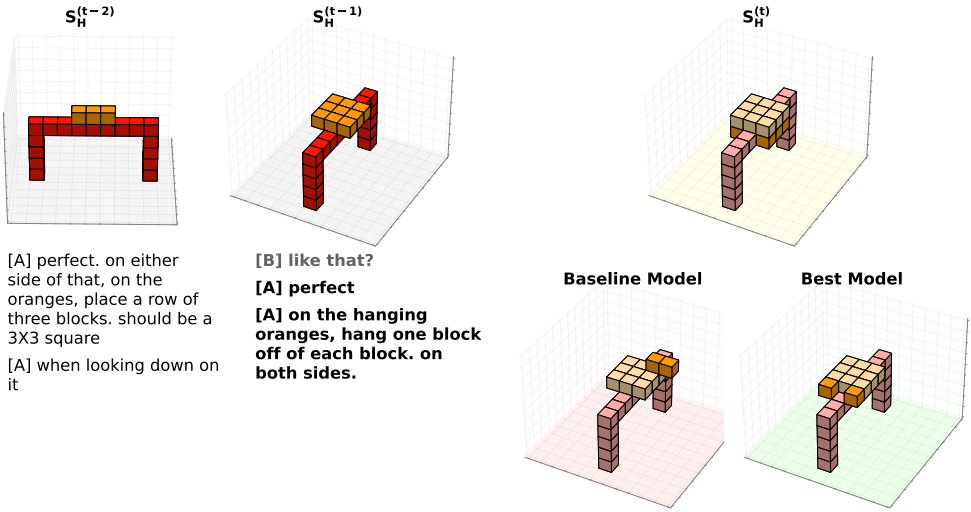 S_H^(t−2)
S_H^(t−1)
S_H^(t)
[A] perfect. on either
side of that, on the
oranges, place a row of
three blocks. should be a
3X3 square
[A] when looking down on
it
[B] like that?
[A] perfect
[A] on the hanging
oranges, hang one block
off of each block. on
both sides.
Baseline Model
Best Model